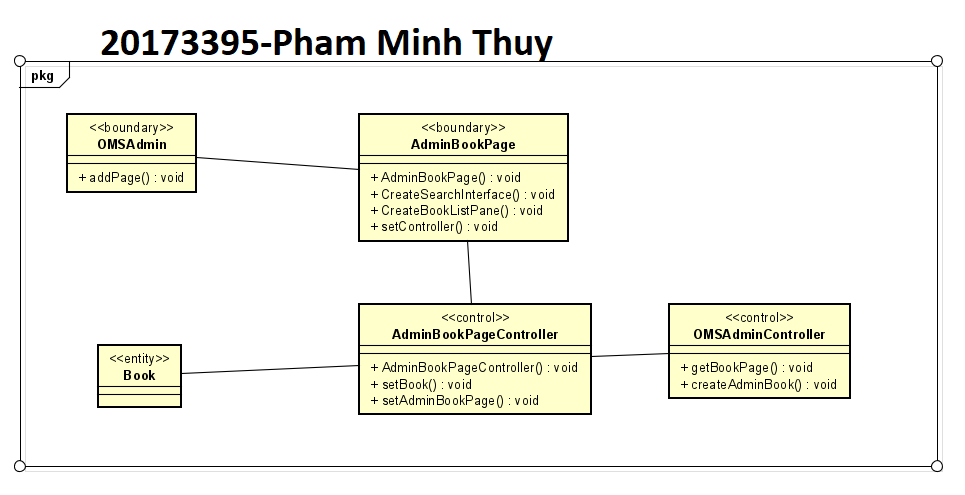 20173395-Pham Minh Thuy
pkg
<<boundary>>
OMSAdmin
+ addPage() : void
<<boundary>>
AdminBookPage
+ AdminBookPage() : void
+ CreateSearchInterface() : void
+ CreateBookListPane() : void
+ setController() : void
<<entity>>
Book
<<control>>
AdminBookPageController
+ AdminBookPageController() : void
+ setBook() : void
+ setAdminBookPage() : void
<<control>>
OMSAdminController
+ getBookPage() : void
+ createAdminBook() : void